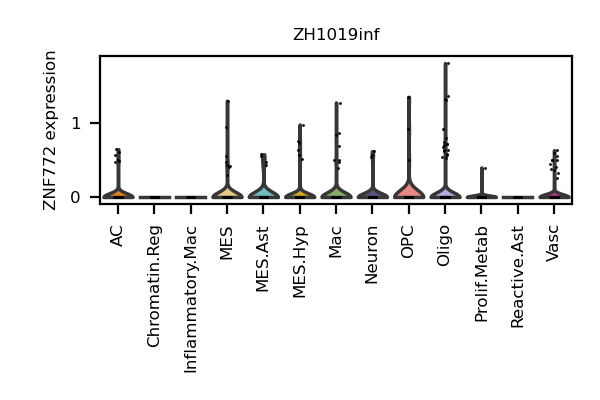 ZH1019inf
ZNF772 expression
1
0
AC
Chromatin.Reg
Inflammatory.Mac
MES
MES.Ast
MES.Hyp
Mac
Neuron
OPC
Oligo
Prolif.Metab
Reactive.Ast
Vasc